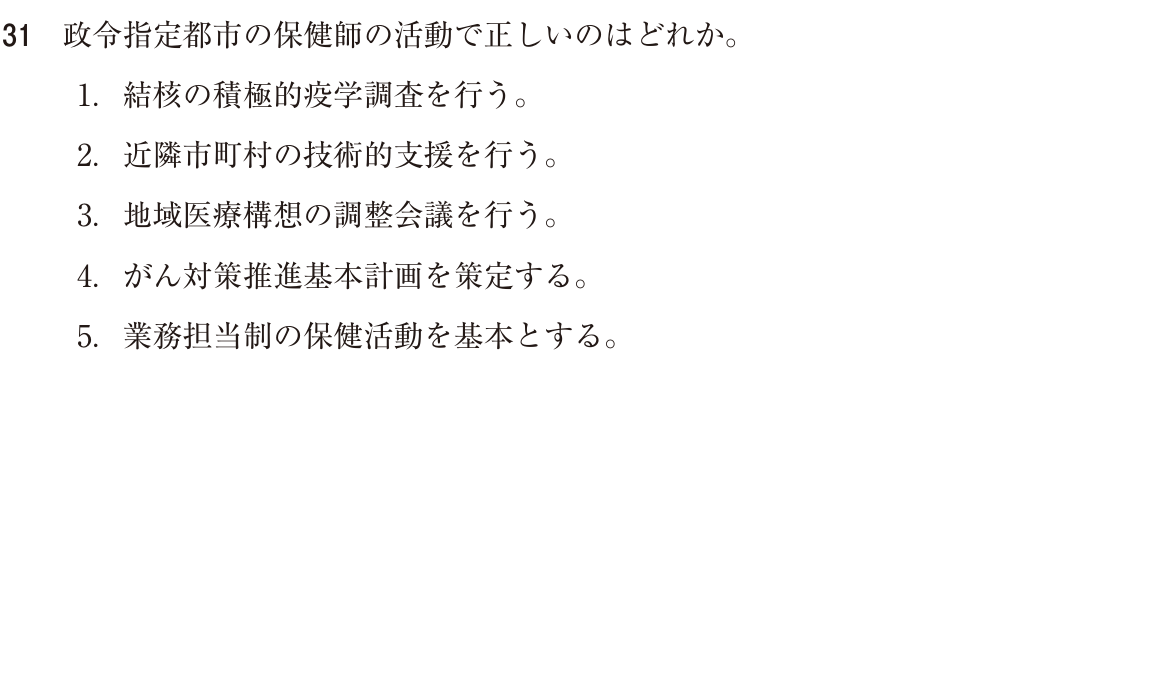 31 政令指定都市の保健師の活動で正しいのはどれか。
1. 結核の積極的疫学調査を行う。
2. 近隣市町村の技術的支援を行う。
3. 地域医療構想の調整会議を行う。
4. がん対策推進基本計画を策定する。
5. 業務担当制の保健活動を基本とする。